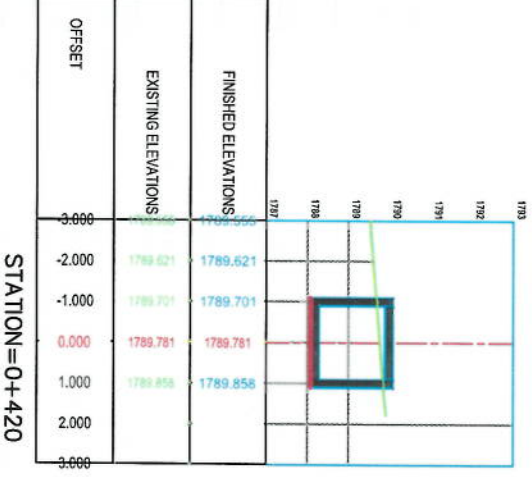 1793
1792
1791
1790
1789
1788
1787
FINISHED ELEVATIONS 1789.555 1789.621 1789.701 1789.781 1789.856
EXISTING ELEVATIONS 1789.621 1789.701 1789.781 1789.856
OFFSET -3.000 -2.000 -1.000 0.000 1.000 2.000 3.000
STATION=0+420